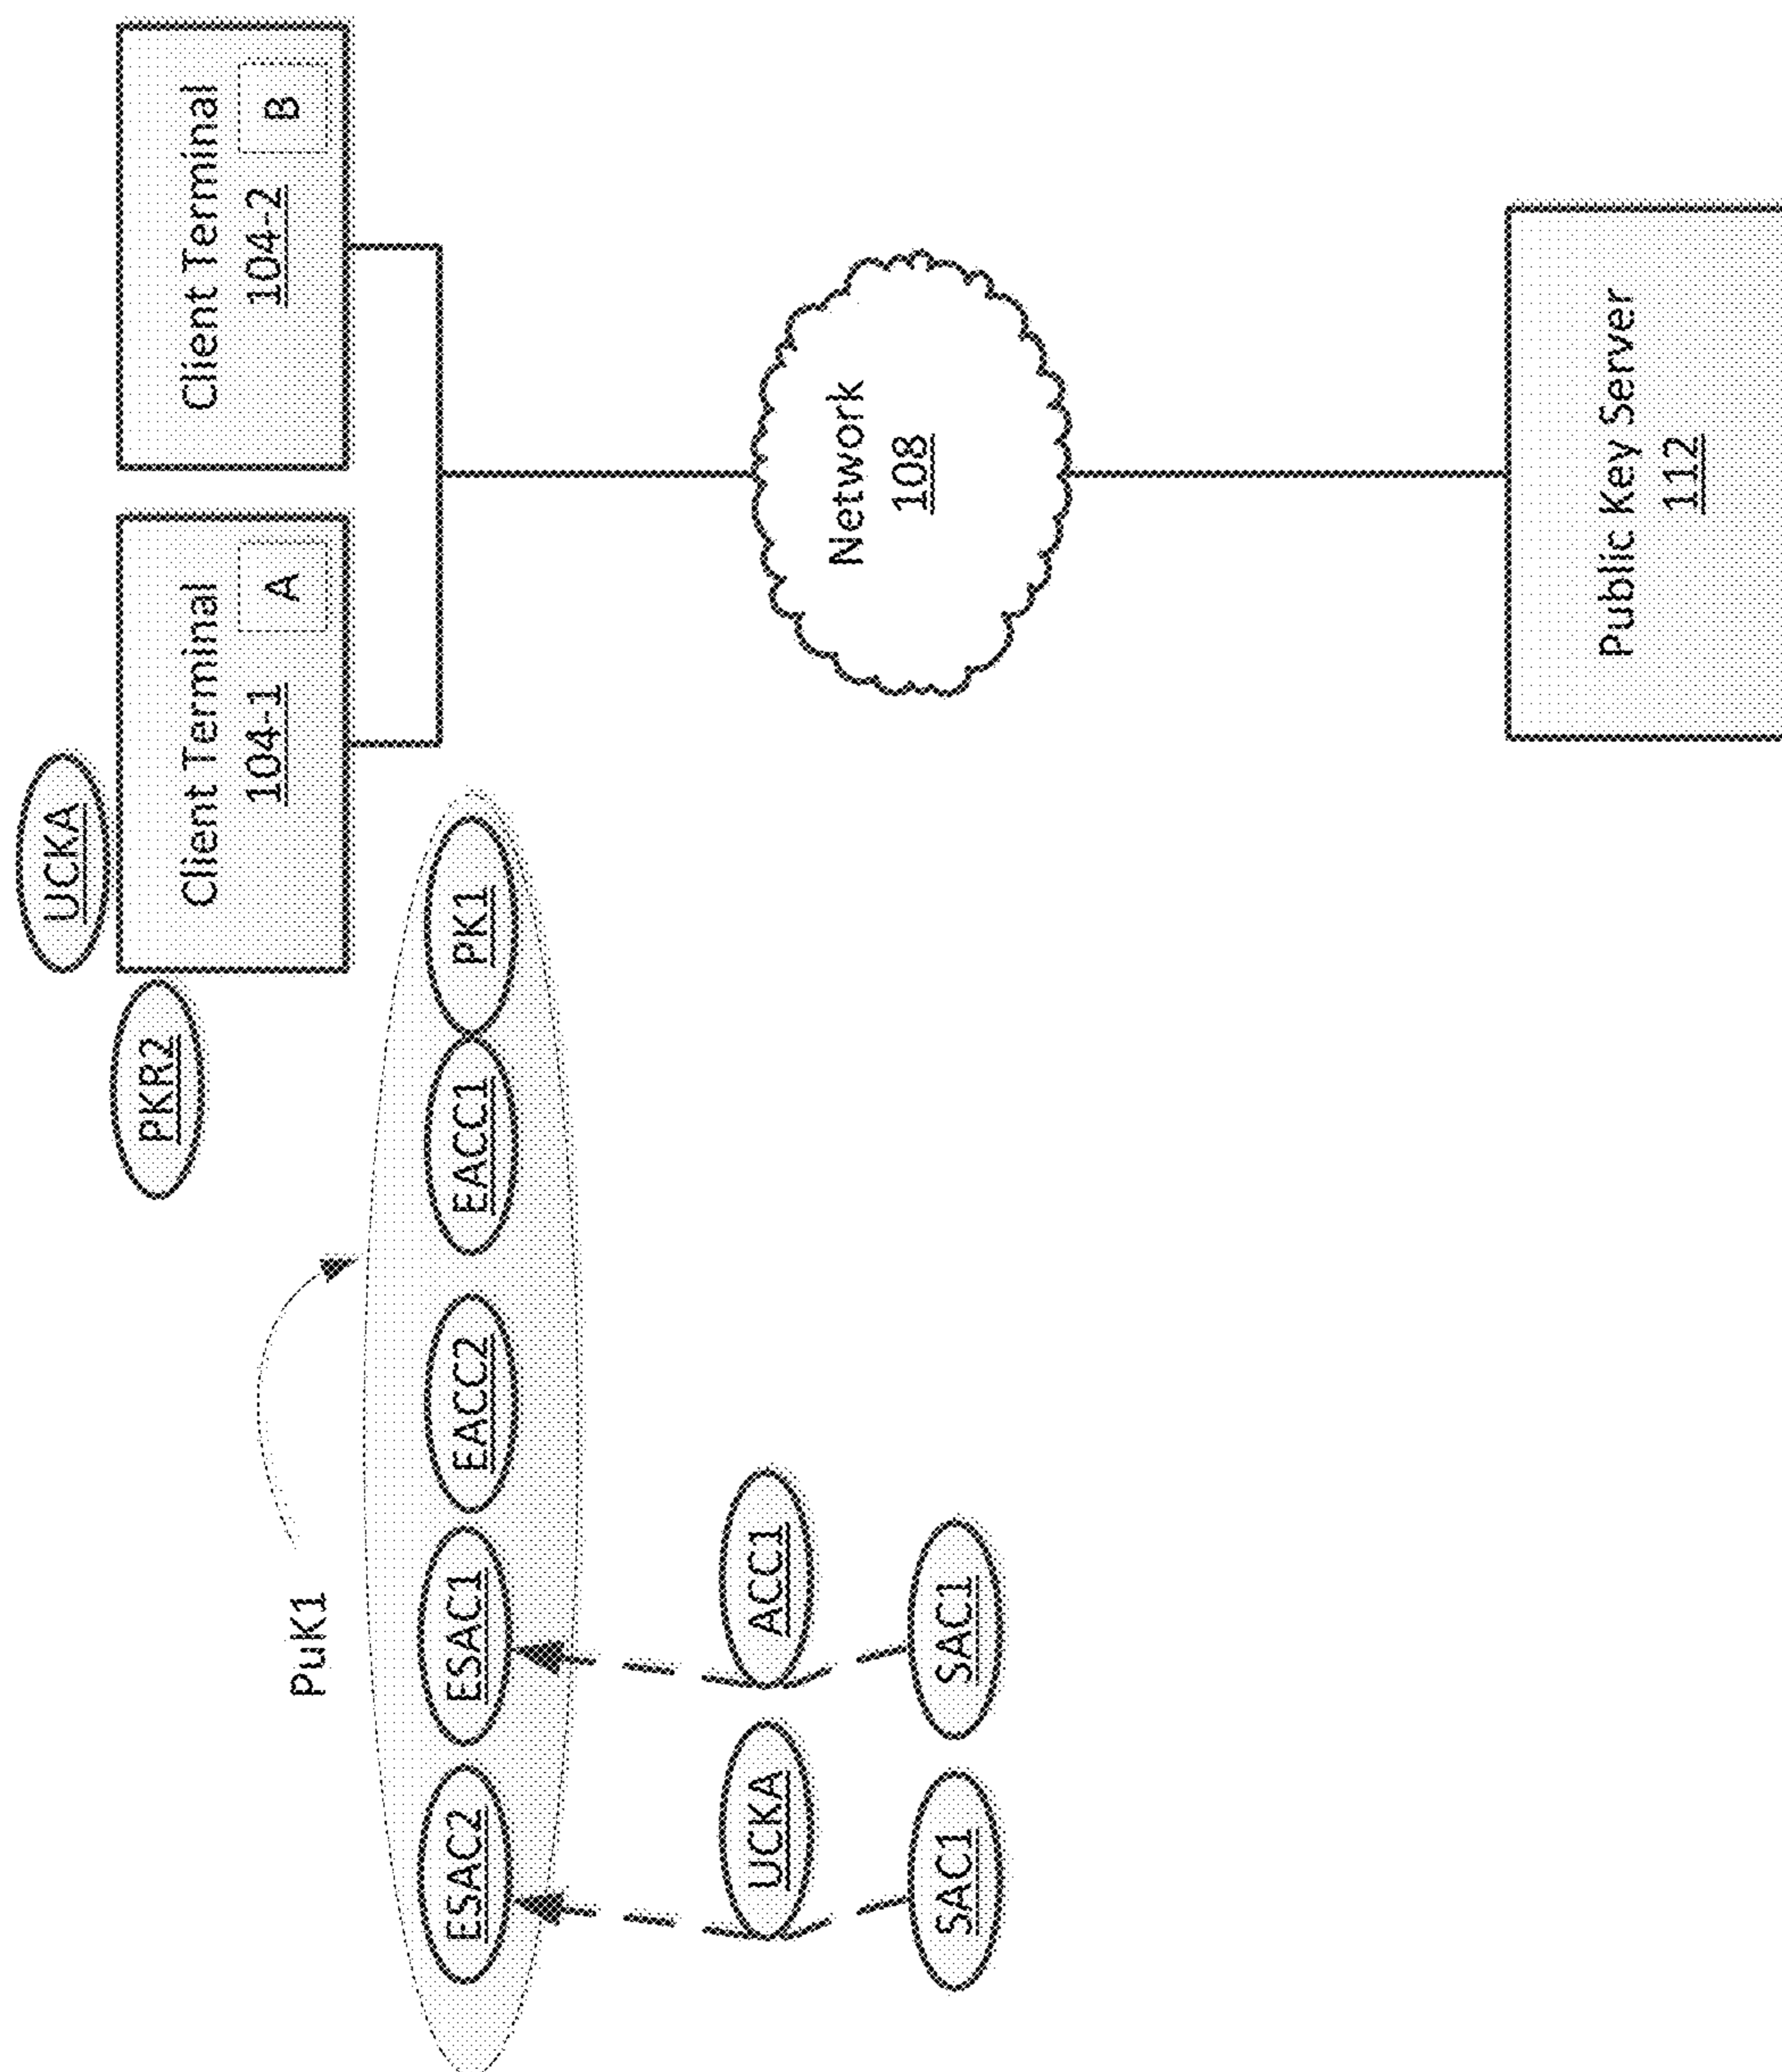 UCKA
PKR2
Client Terminal
104-1
A
Client Terminal
104-2
B
PuK1
ESAC2
ESAC1
EACC2
EACC1
PK1
UCKA
ACC1
SAC1
SAC1
Network
108
Public Key Server
112